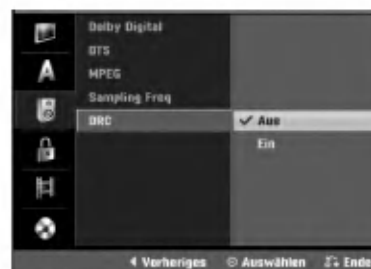 Dolby Digital
DTS
MPEG
Sampling Freq
DRC
✓ Aus
Ein
Vorheriges Auswählen Ende